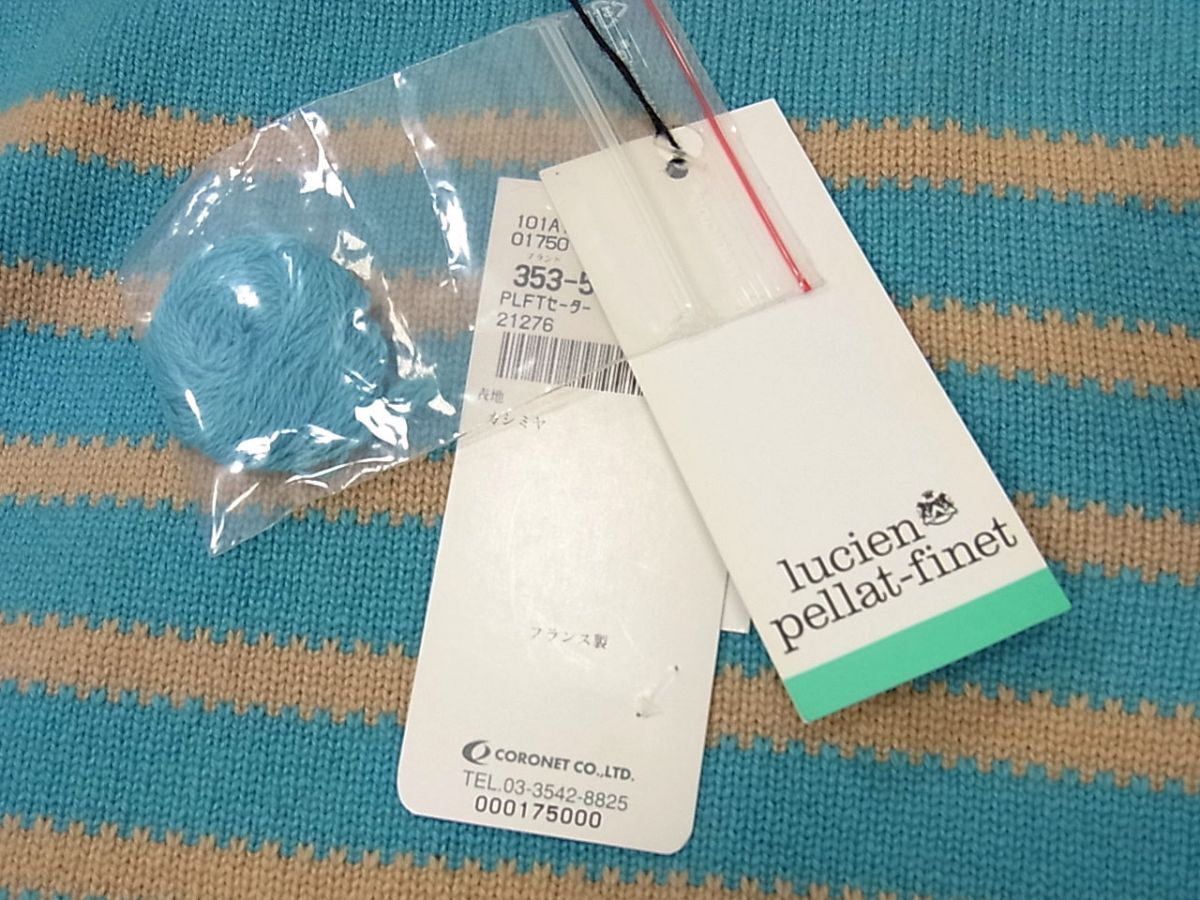 101A
01750
ブランド
353-5
PLFTセーター
21276
表地
カシミヤ
フランス製
CORONET CO.,LTD.
TEL.03-3542-8825
000175000
lucien
pellat-finet